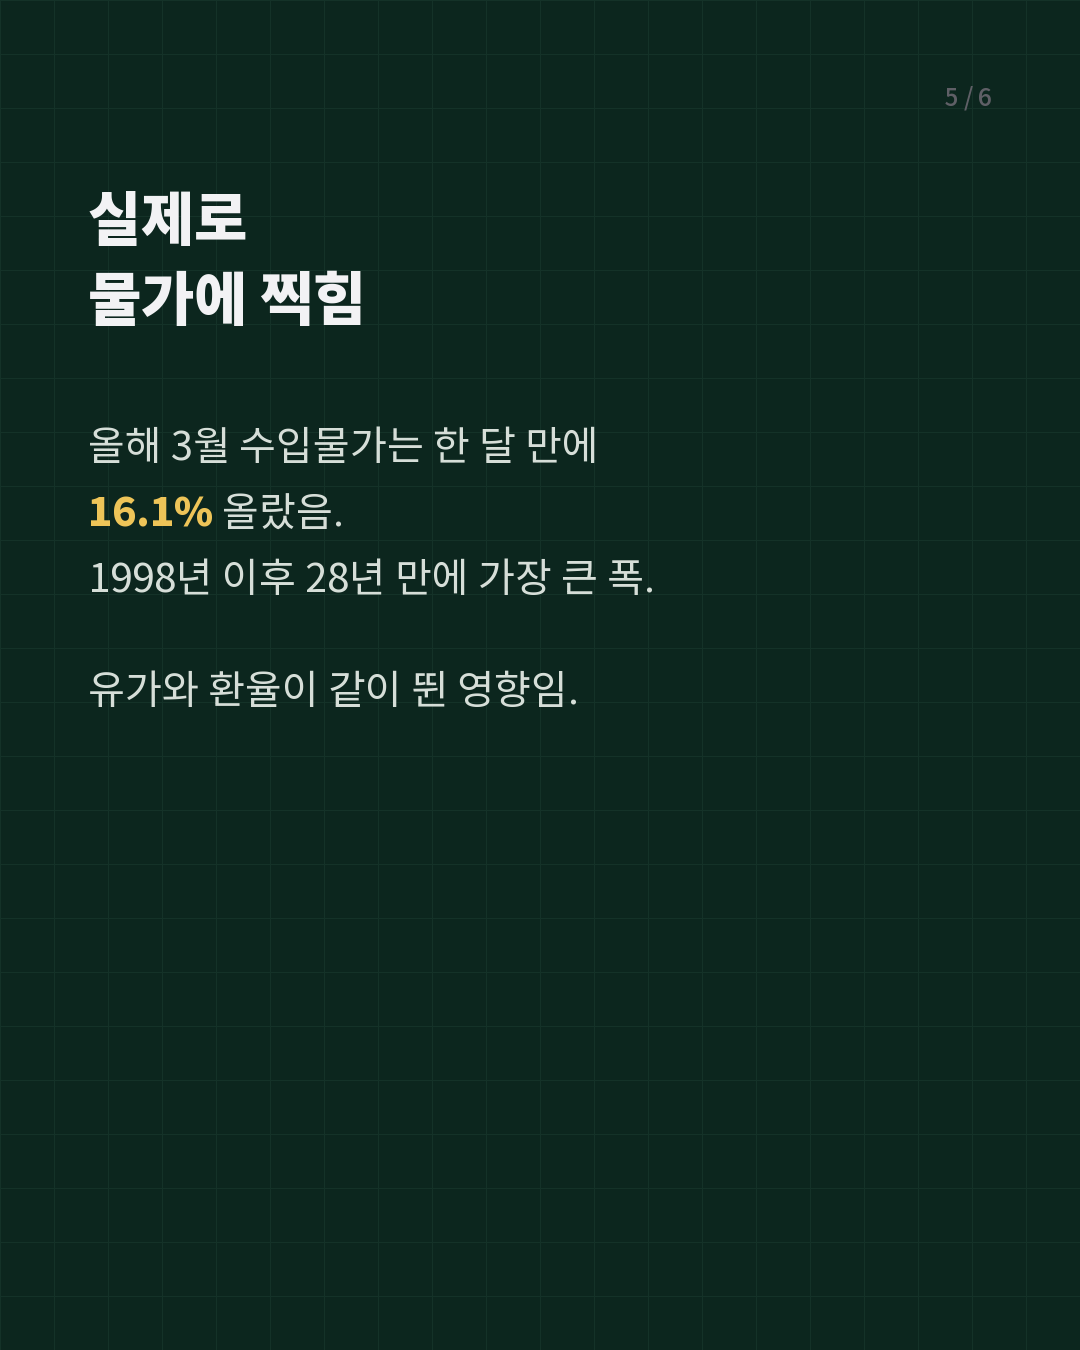 5 / 6
실제로
물가에 찍힘
올해 3월 수입물가는 한 달 만에
16.1% 올랐음.
1998년 이후 28년 만에 가장 큰 폭.
유가와 환율이 같이 뛴 영향임.